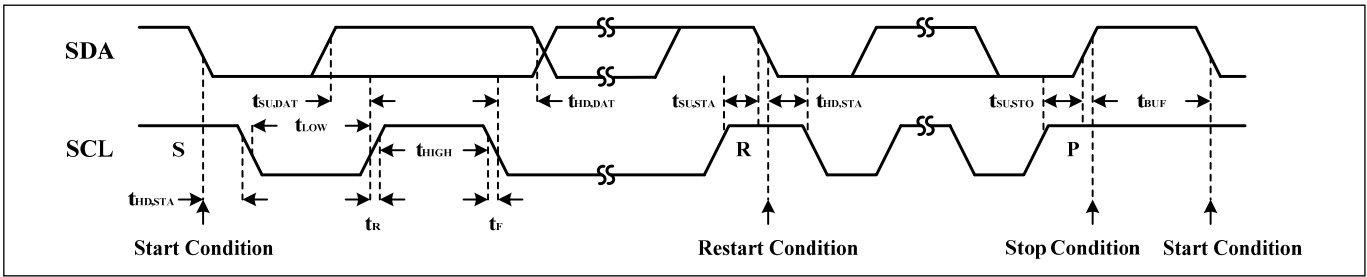 SDA
tSU,DAT
tHD,DAT
tSU,STA
tHD,STA
tSU,STO
tBUF
tLOW
SCL
S
tHIGH
R
P
tHD,STA
tR
tF
Start Condition
Restart Condition
Stop Condition
Start Condition